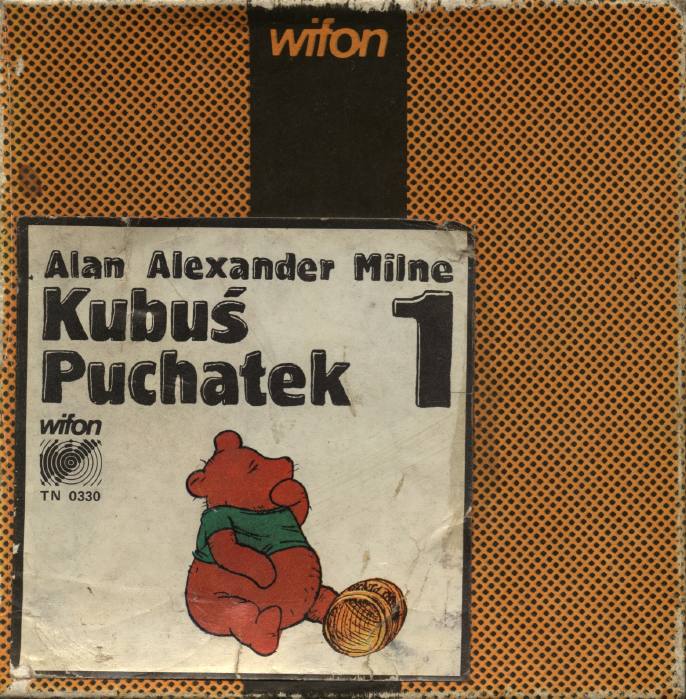 wifon
Alan Alexander Milne
Kubuś 1
Puchatek
wifon
TN 0330